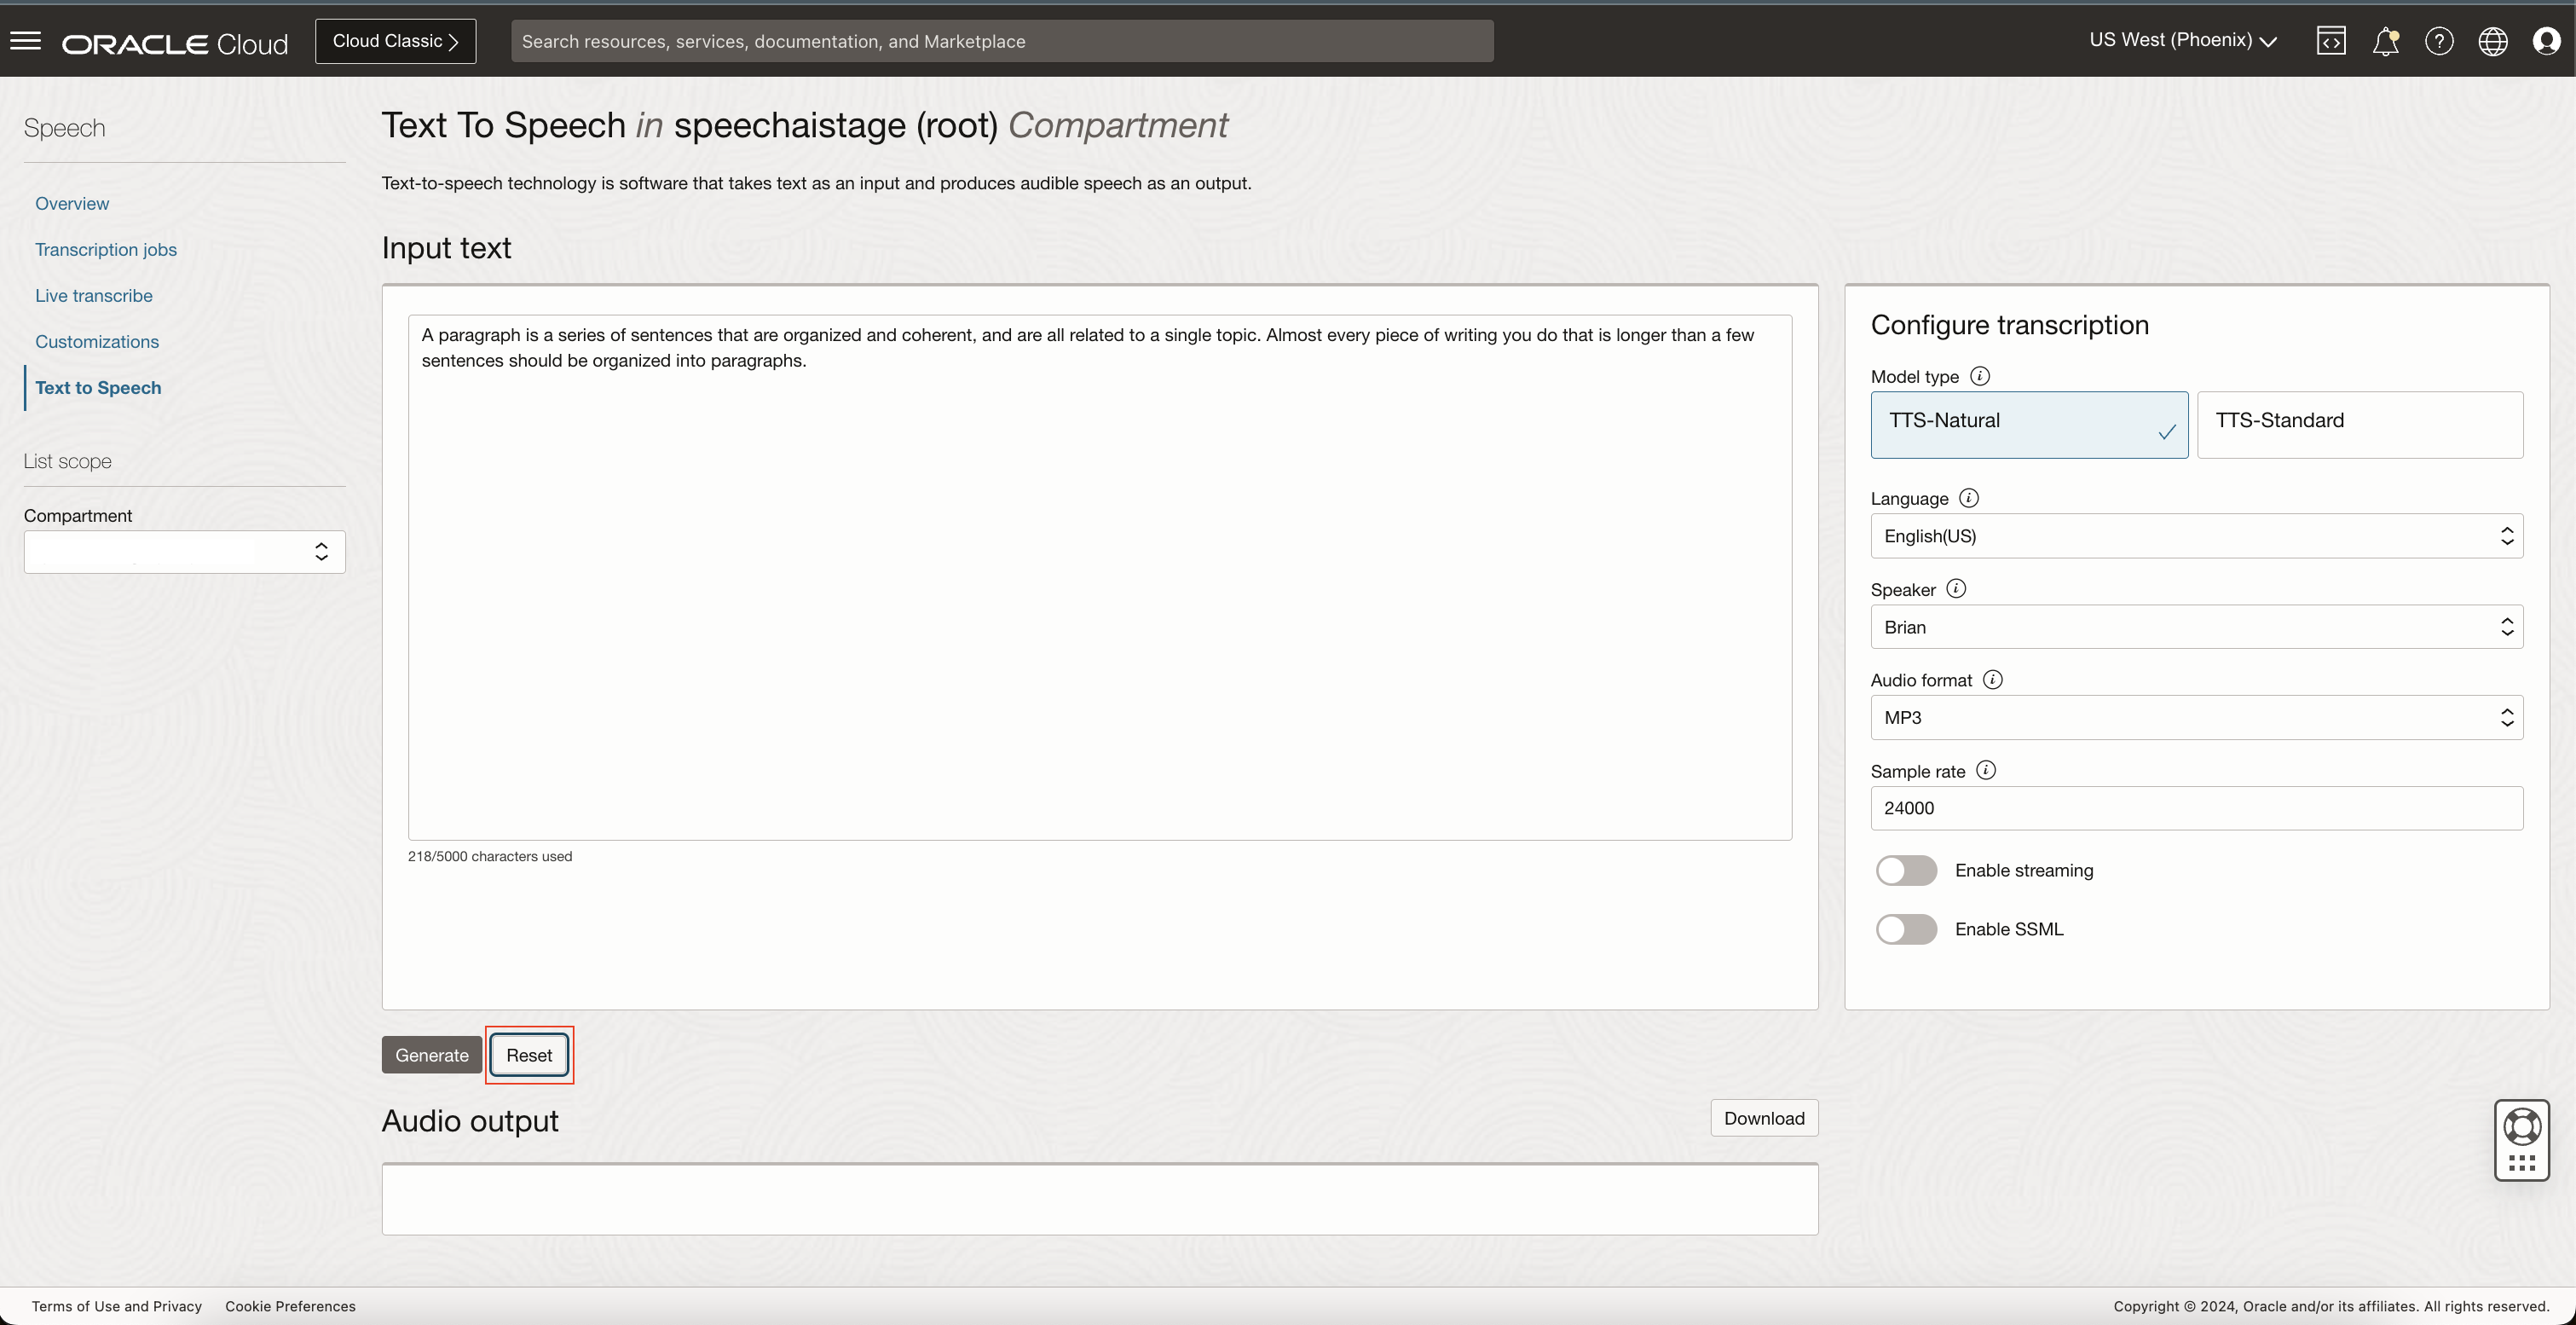 ORACLE Cloud
Cloud Classic
Search resources, services, documentation, and Marketplace
US West (Phoenix)
Speech
Overview
Transcription jobs
Live transcribe
Customizations
Text to Speech
List scope
Compartment
Text To Speech in speechaistage (root) Compartment
Text-to-speech technology is software that takes text as an input and produces audible speech as an output.
Input text
A paragraph is a series of sentences that are organized and coherent, and are all related to a single topic. Almost every piece of writing you do that is longer than a few
sentences should be organized into paragraphs.
218/5000 characters used
Configure transcription
Model type
TTS-Natural
TTS-Standard
Language
English(US)
Speaker
Brian
Audio format
MP3
Sample rate
24000
Enable streaming
Enable SSML
Generate
Reset
Audio output
Download
Terms of Use and Privacy
Cookie Preferences
Copyright © 2024, Oracle and/or its affiliates. All rights reserved.